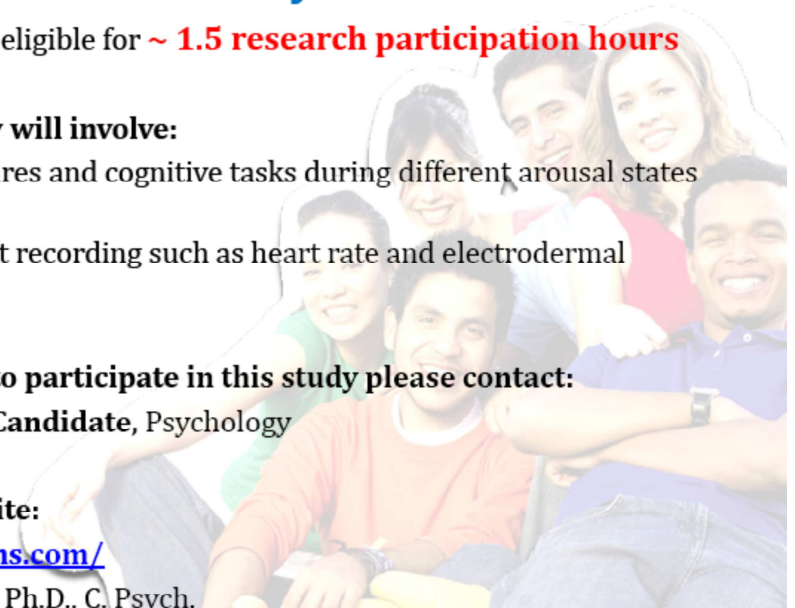 eligible for ~ 1.5 research participation hours
will involve:
res and cognitive tasks during different arousal states
t recording such as heart rate and electrodermal
to participate in this study please contact:
Candidate, Psychology
ite:
ns.com/
Ph.D., C. Psych.